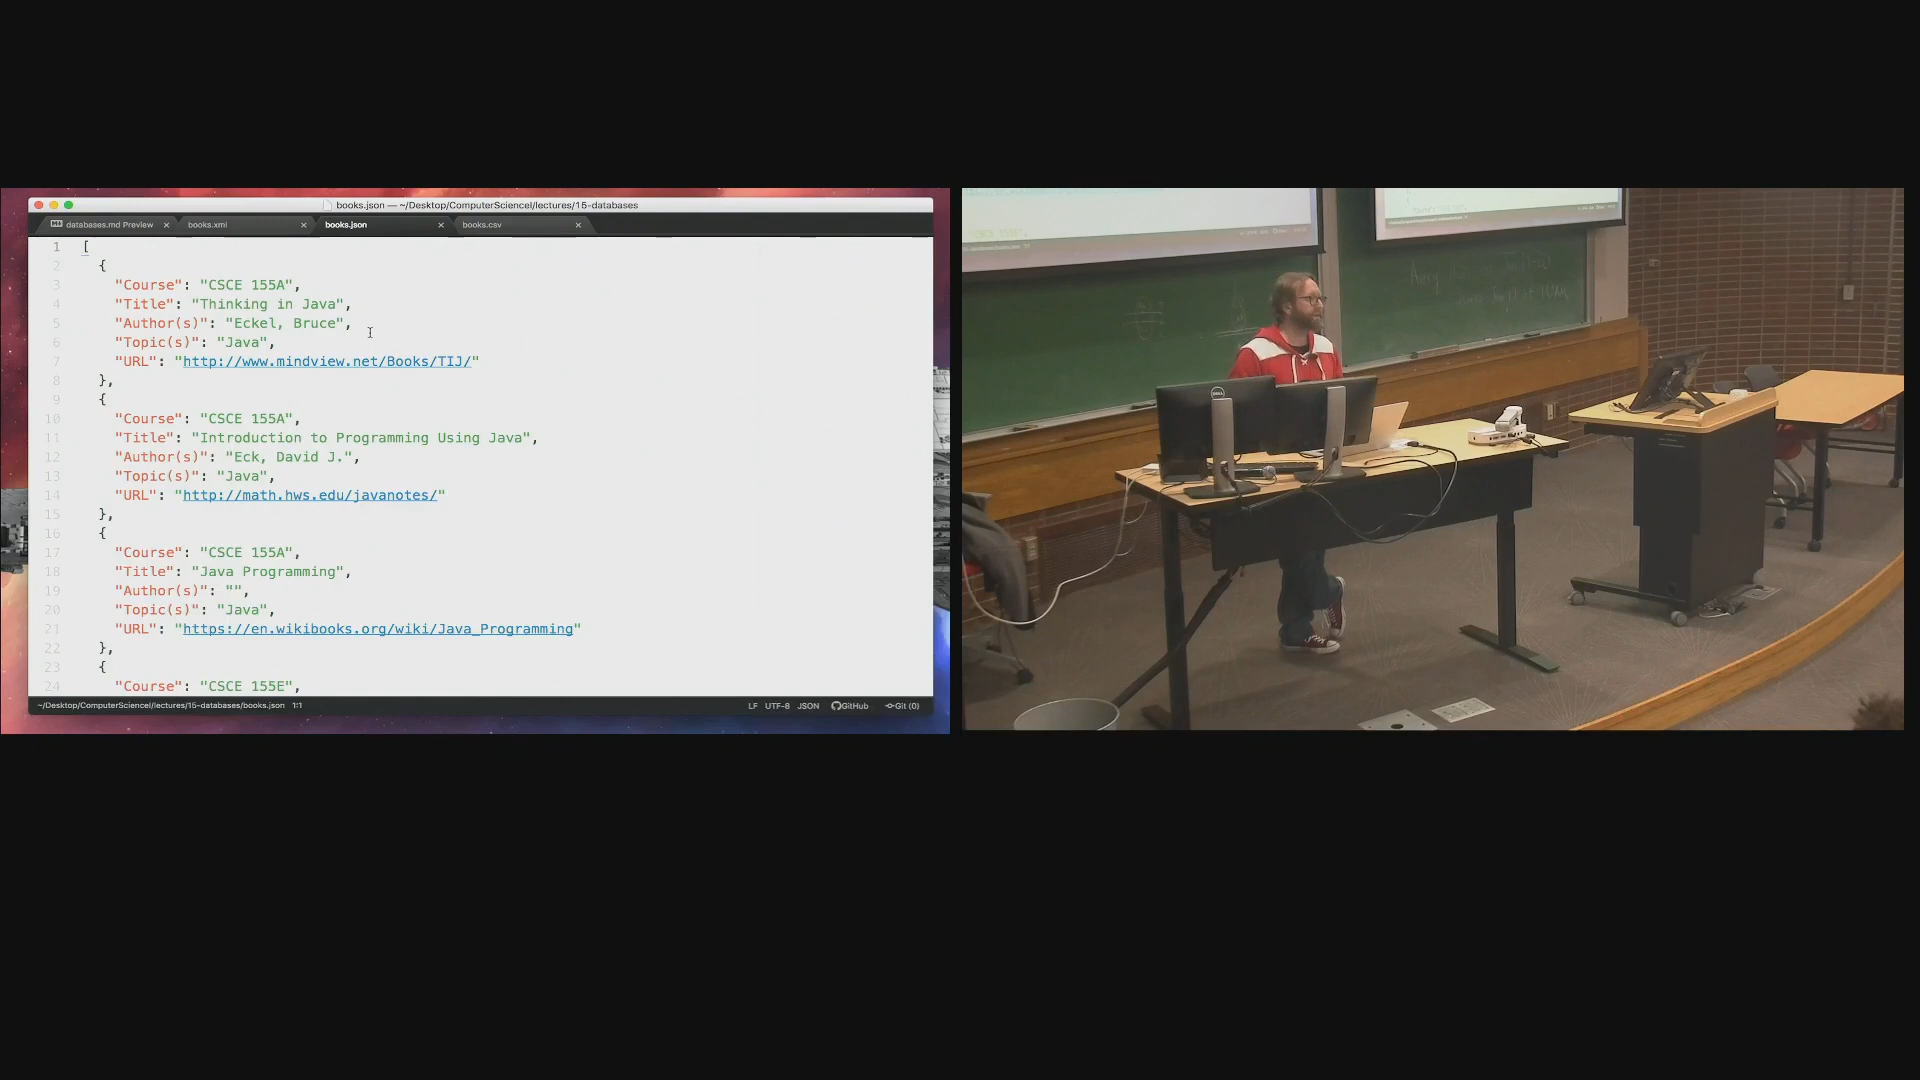 books.json — ~/Desktop/ComputerScienceI/lectures/15-databases
databases.md Preview
books.xml
books.json
books.csv
1 [
2 {
3 "Course": "CSCE 155A",
4 "Title": "Thinking in Java",
5 "Author(s)": "Eckel, Bruce",
6 "Topic(s)": "Java",
7 "URL": "http://www.mindview.net/Books/TIJ/"
8 },
9 {
10 "Course": "CSCE 155A",
11 "Title": "Introduction to Programming Using Java",
12 "Author(s)": "Eck, David J.",
13 "Topic(s)": "Java",
14 "URL": "http://math.hws.edu/javanotes/"
15 },
16 {
17 "Course": "CSCE 155A",
18 "Title": "Java Programming",
19 "Author(s)": "",
20 "Topic(s)": "Java",
21 "URL": "https://en.wikibooks.org/wiki/Java_Programming"
22 },
23 {
24 "Course": "CSCE 155E",
~/Desktop/ComputerScienceI/lectures/15-databases/books.json 1:1
LF UTF-8 JSON GitHub Git (0)
DELL